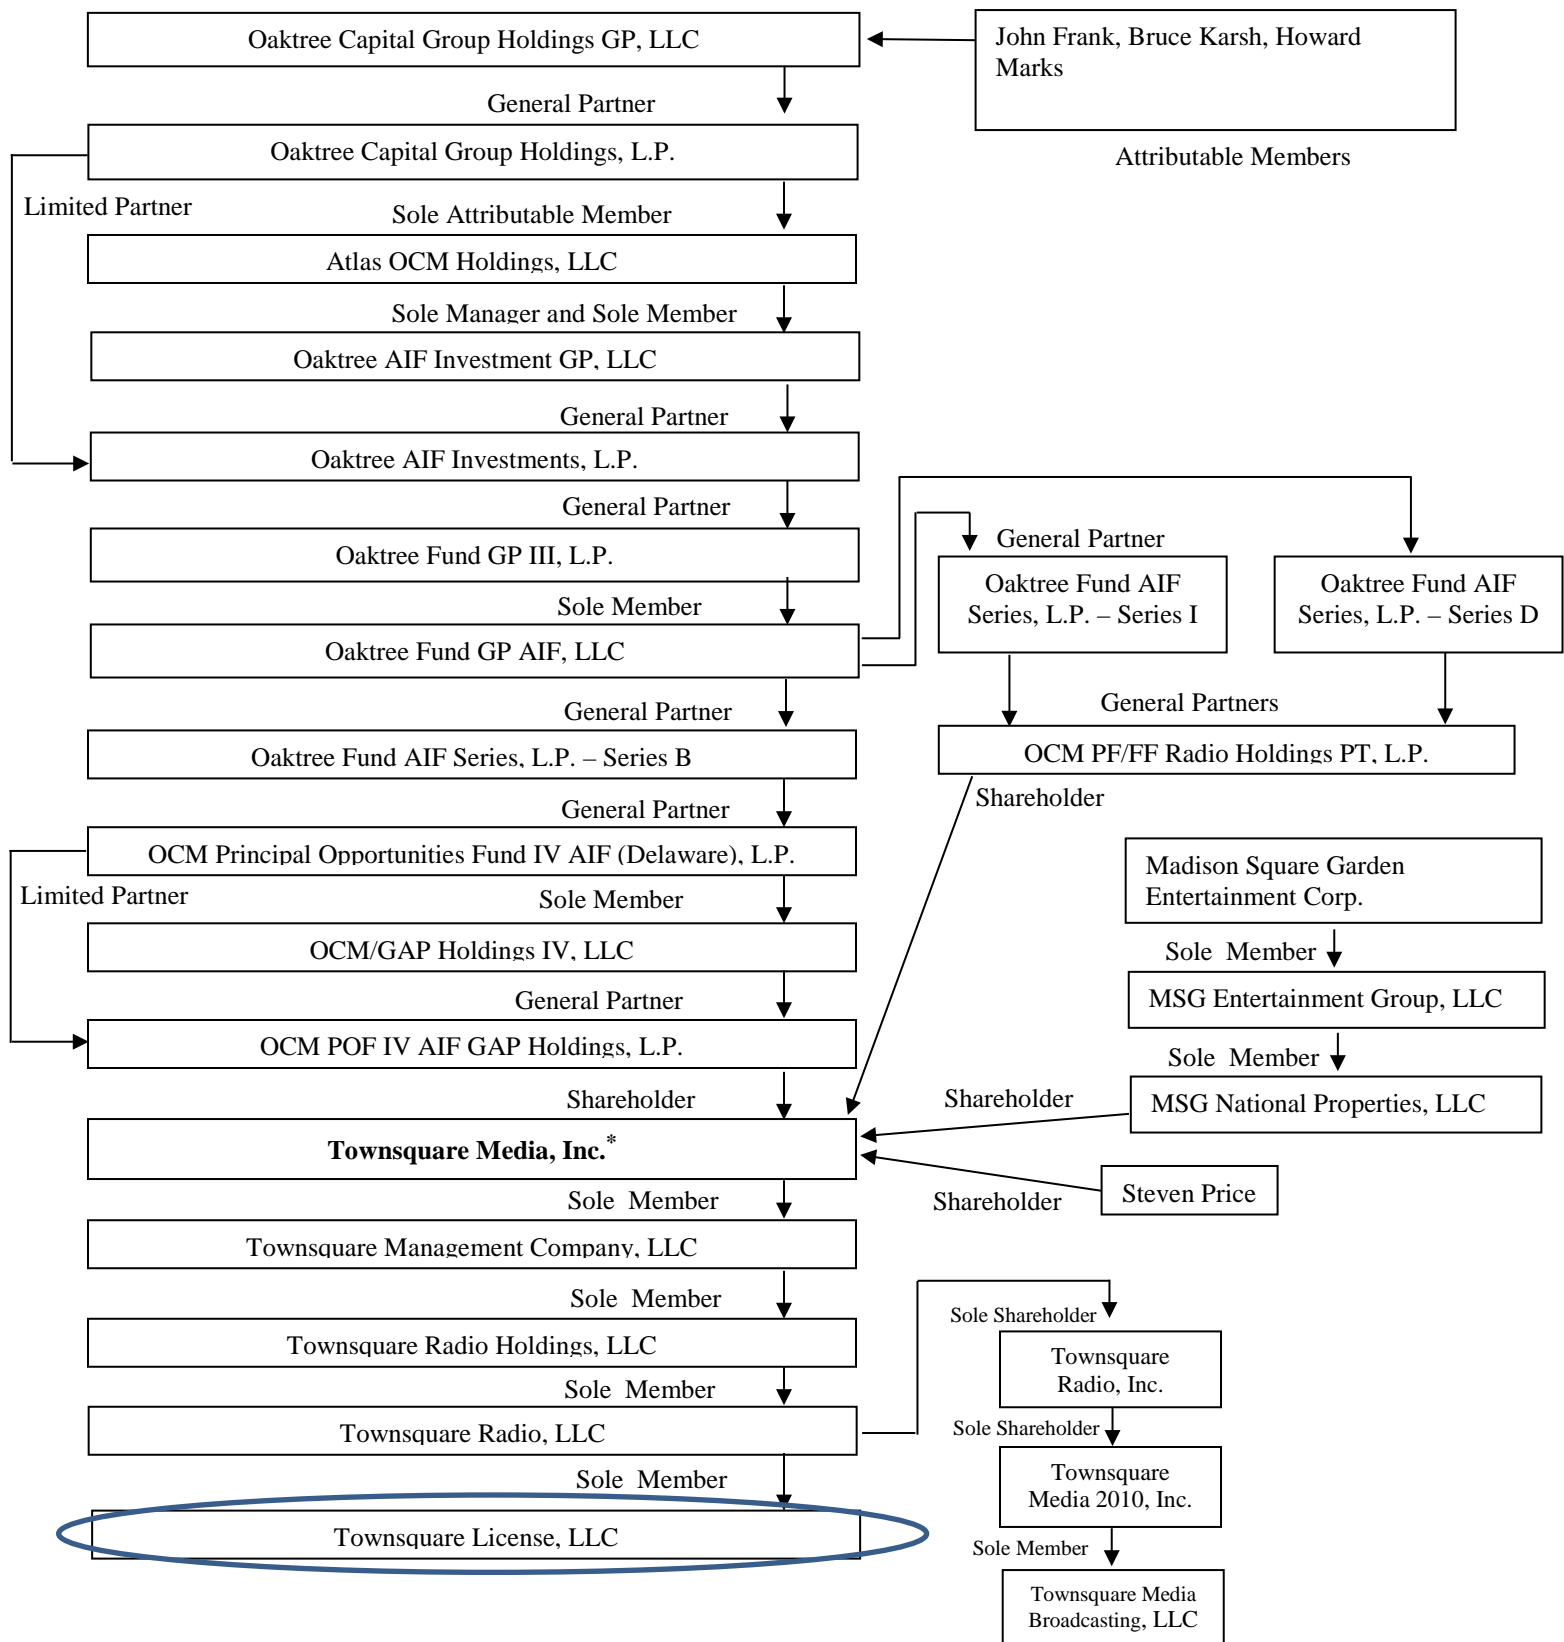 Oaktree Capital Group Holdings GP, LLC
John Frank, Bruce Karsh, Howard
Marks
General Partner
Oaktree Capital Group Holdings, L.P.
Attributable Members
Limited Partner
Sole Attributable Member
Atlas OCM Holdings, LLC
Sole Manager and Sole Member
Oaktree AIF Investment GP, LLC
General Partner
Oaktree AIF Investments, L.P.
General Partner
Oaktree Fund GP III, L.P.
Sole Member
Oaktree Fund GP AIF, LLC
General Partner
Oaktree Fund AIF
Series, L.P. – Series I
Oaktree Fund AIF
Series, L.P. – Series D
General Partners
OCM PF/FF Radio Holdings PT, L.P.
Shareholder
General Partner
Oaktree Fund AIF Series, L.P. – Series B
General Partner
OCM Principal Opportunities Fund IV AIF (Delaware), L.P.
Limited Partner
Sole Member
OCM/GAP Holdings IV, LLC
General Partner
OCM POF IV AIF GAP Holdings, L.P.
Shareholder
Madison Square Garden
Entertainment Corp.
Sole Member
MSG Entertainment Group, LLC
Sole Member
MSG National Properties, LLC
Shareholder
Townsquare Media, Inc.*
Steven Price
Shareholder
Sole Member
Townsquare Management Company, LLC
Sole Member
Townsquare Radio Holdings, LLC
Sole Member
Townsquare Radio, LLC
Sole Member
Townsquare License, LLC
Sole Shareholder
Townsquare
Radio, Inc.
Sole Shareholder
Townsquare
Media 2010, Inc.
Sole Member
Townsquare Media
Broadcasting, LLC